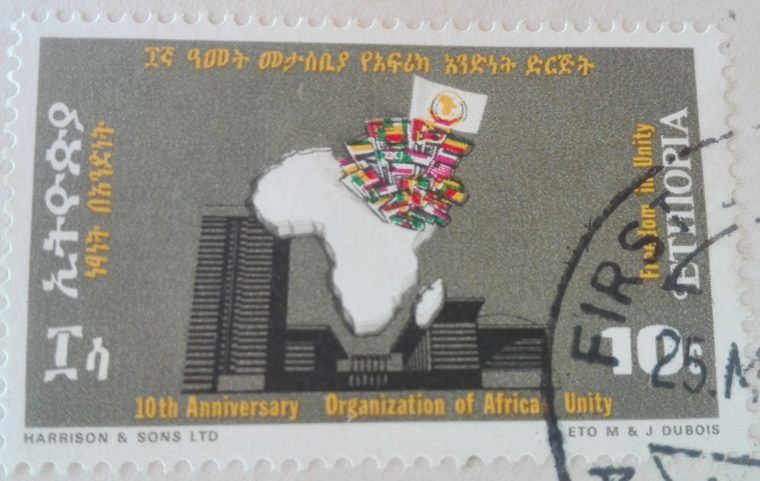 ፲ኛ ዓመት መታሰቢያ የአፍሪካ አንድነት ድርጅት
ኢትዮጵያ
ነፃነት በአንድነት
፲ ሳ
Freedom in Unity
ETHIOPIA
10
FIRST
25.M
10th Anniversary Organization of African Unity
HARRISON & SONS LTD
ETO M & J DUBOIS